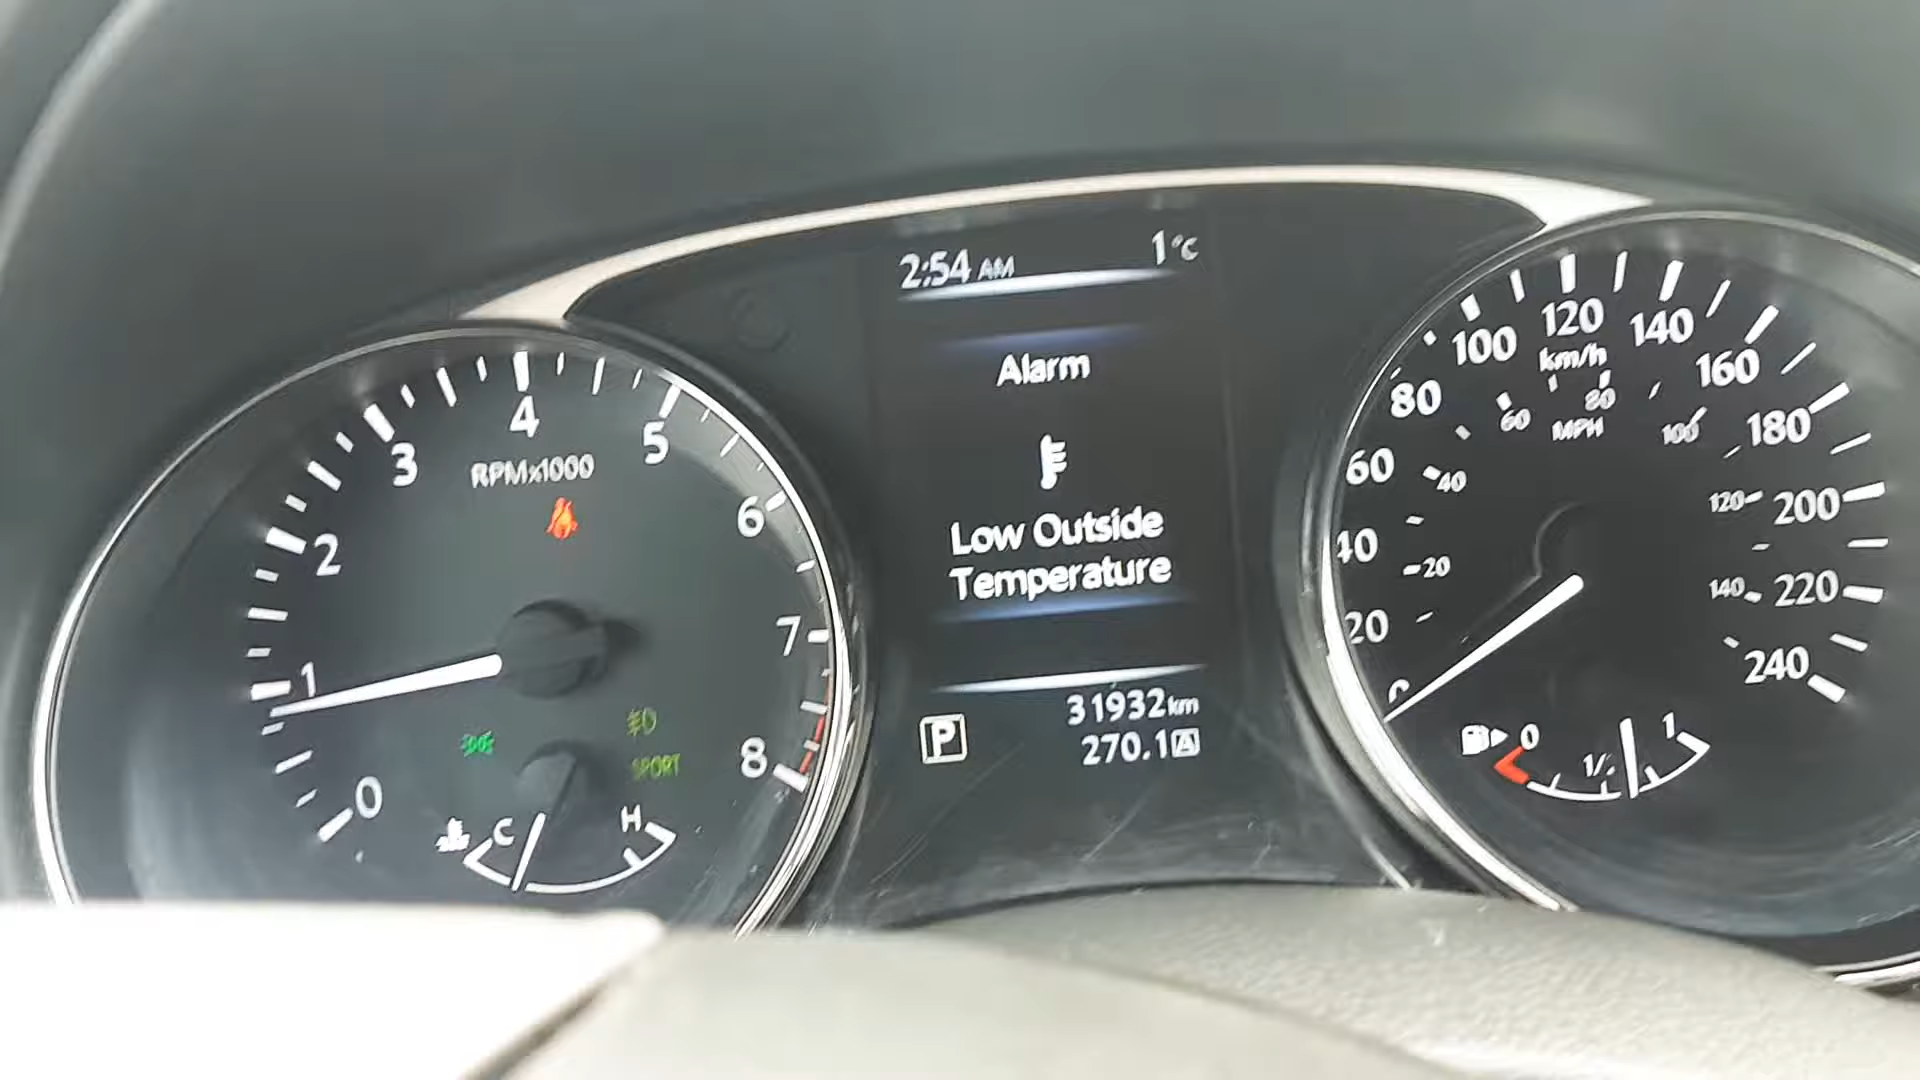 2:54 AM 1°C
Alarm
Low Outside
Temperature
31932km
P 270.1 A
0 1 2 3 4 5 6 7 8
RPMx1000
SPORT
C H
0 20 40 60 80 100 120 140 160 180 200 220 240
km/h
20 40 60 80 100 120 140
MPH
0 1/2 1